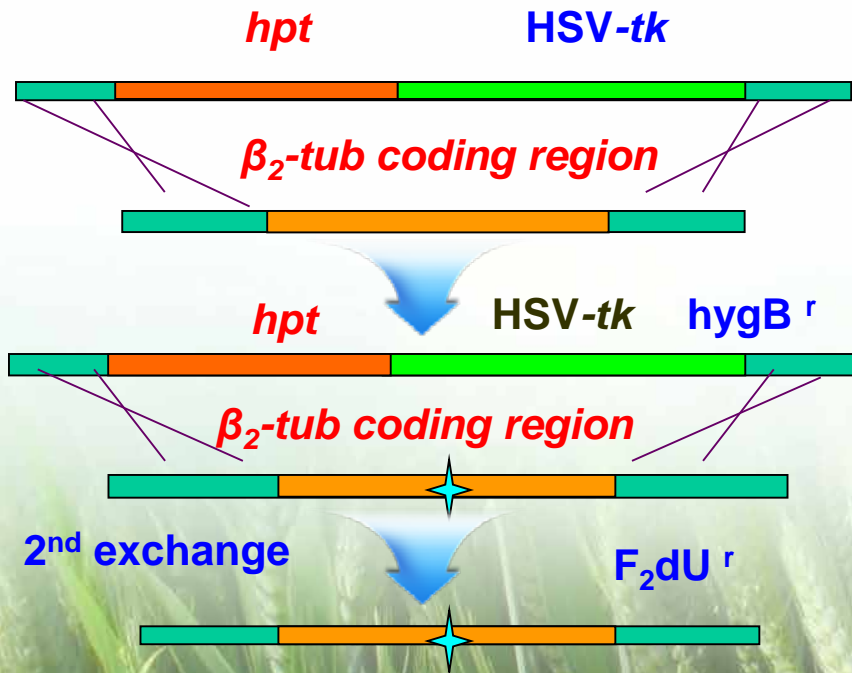 hpt HSV-tk
β₂-tub coding region
hpt HSV-tk hygB ʳ
β₂-tub coding region
2ⁿᵈ exchange F₂dU ʳ